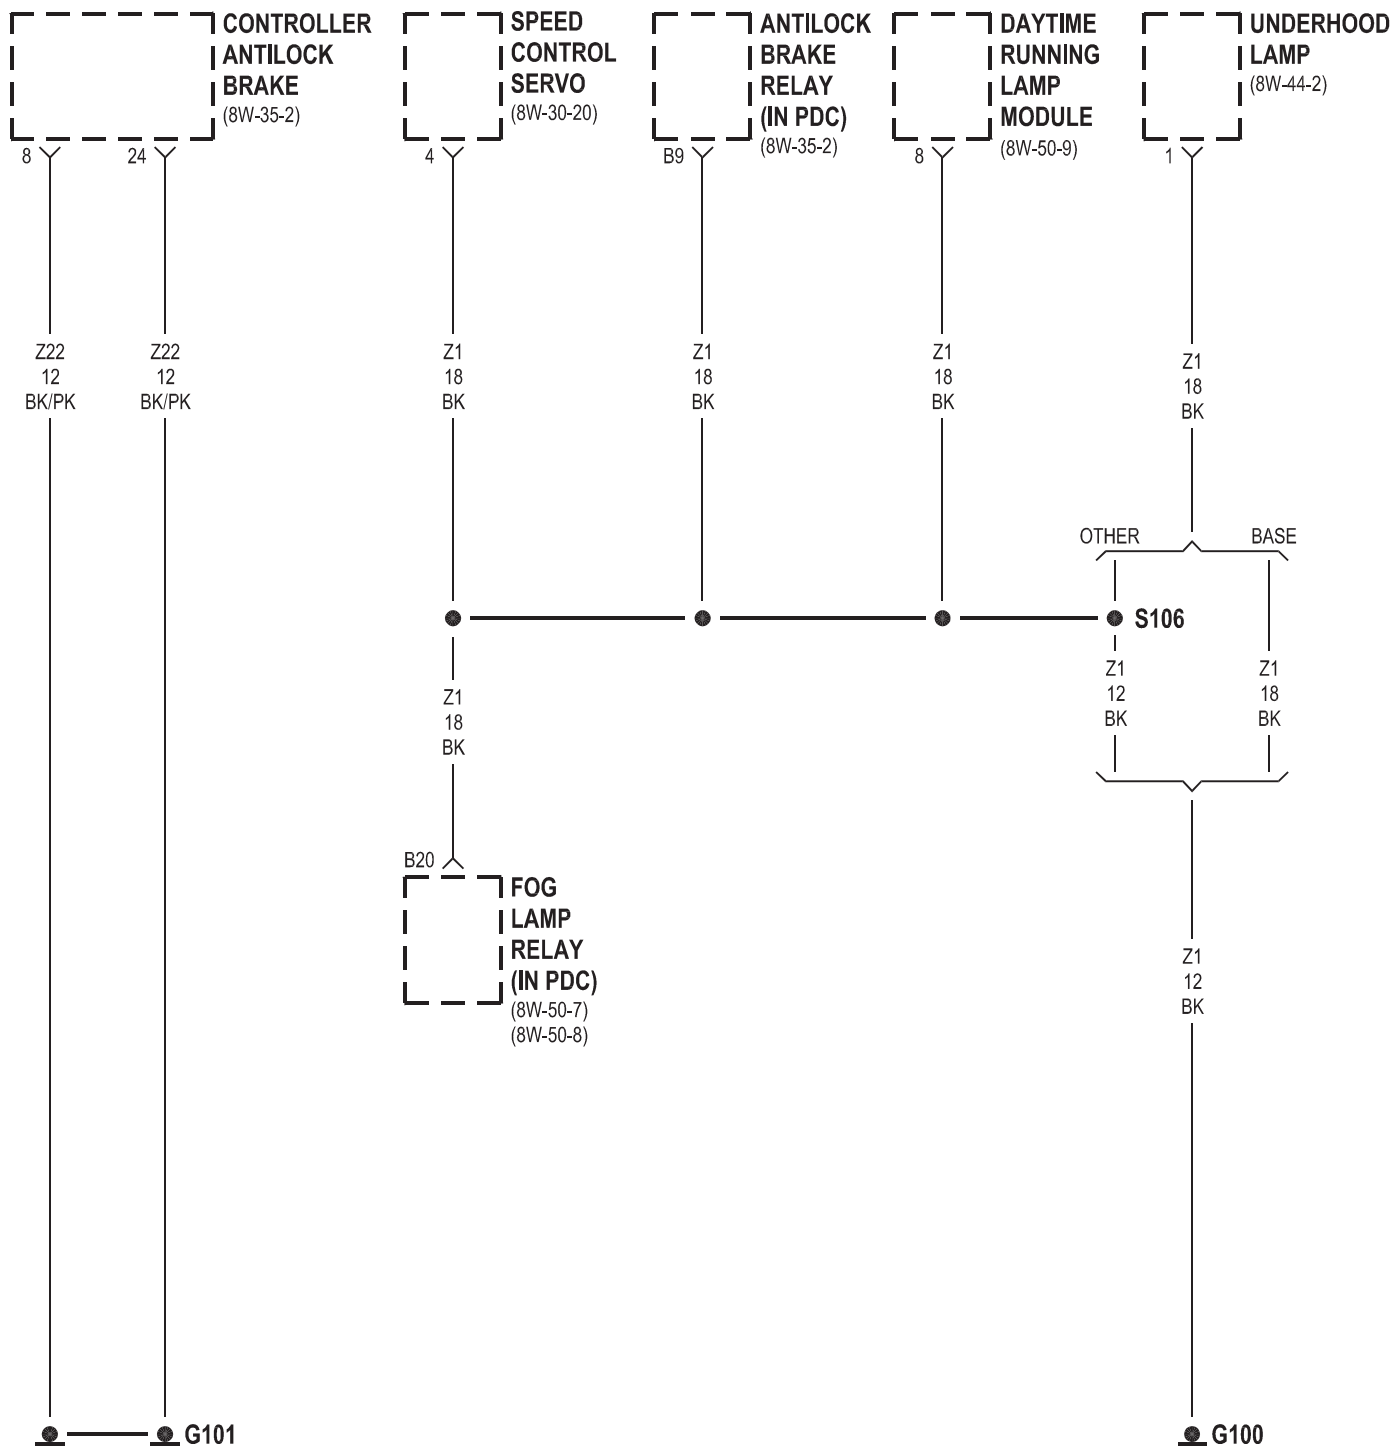 CONTROLLER
ANTILOCK
BRAKE
(8W-35-2)
SPEED
CONTROL
SERVO
(8W-30-20)
ANTILOCK
BRAKE
RELAY
(IN PDC)
(8W-35-2)
DAYTIME
RUNNING
LAMP
MODULE
(8W-50-9)
UNDERHOOD
LAMP
(8W-44-2)
8
24
4
B9
8
1
Z22
12
BK/PK
Z22
12
BK/PK
Z1
18
BK
Z1
18
BK
Z1
18
BK
Z1
18
BK
OTHER
BASE
S106
Z1
18
BK
Z1
12
BK
Z1
18
BK
B20
FOG
LAMP
RELAY
(IN PDC)
(8W-50-7)
(8W-50-8)
Z1
12
BK
G101
G100